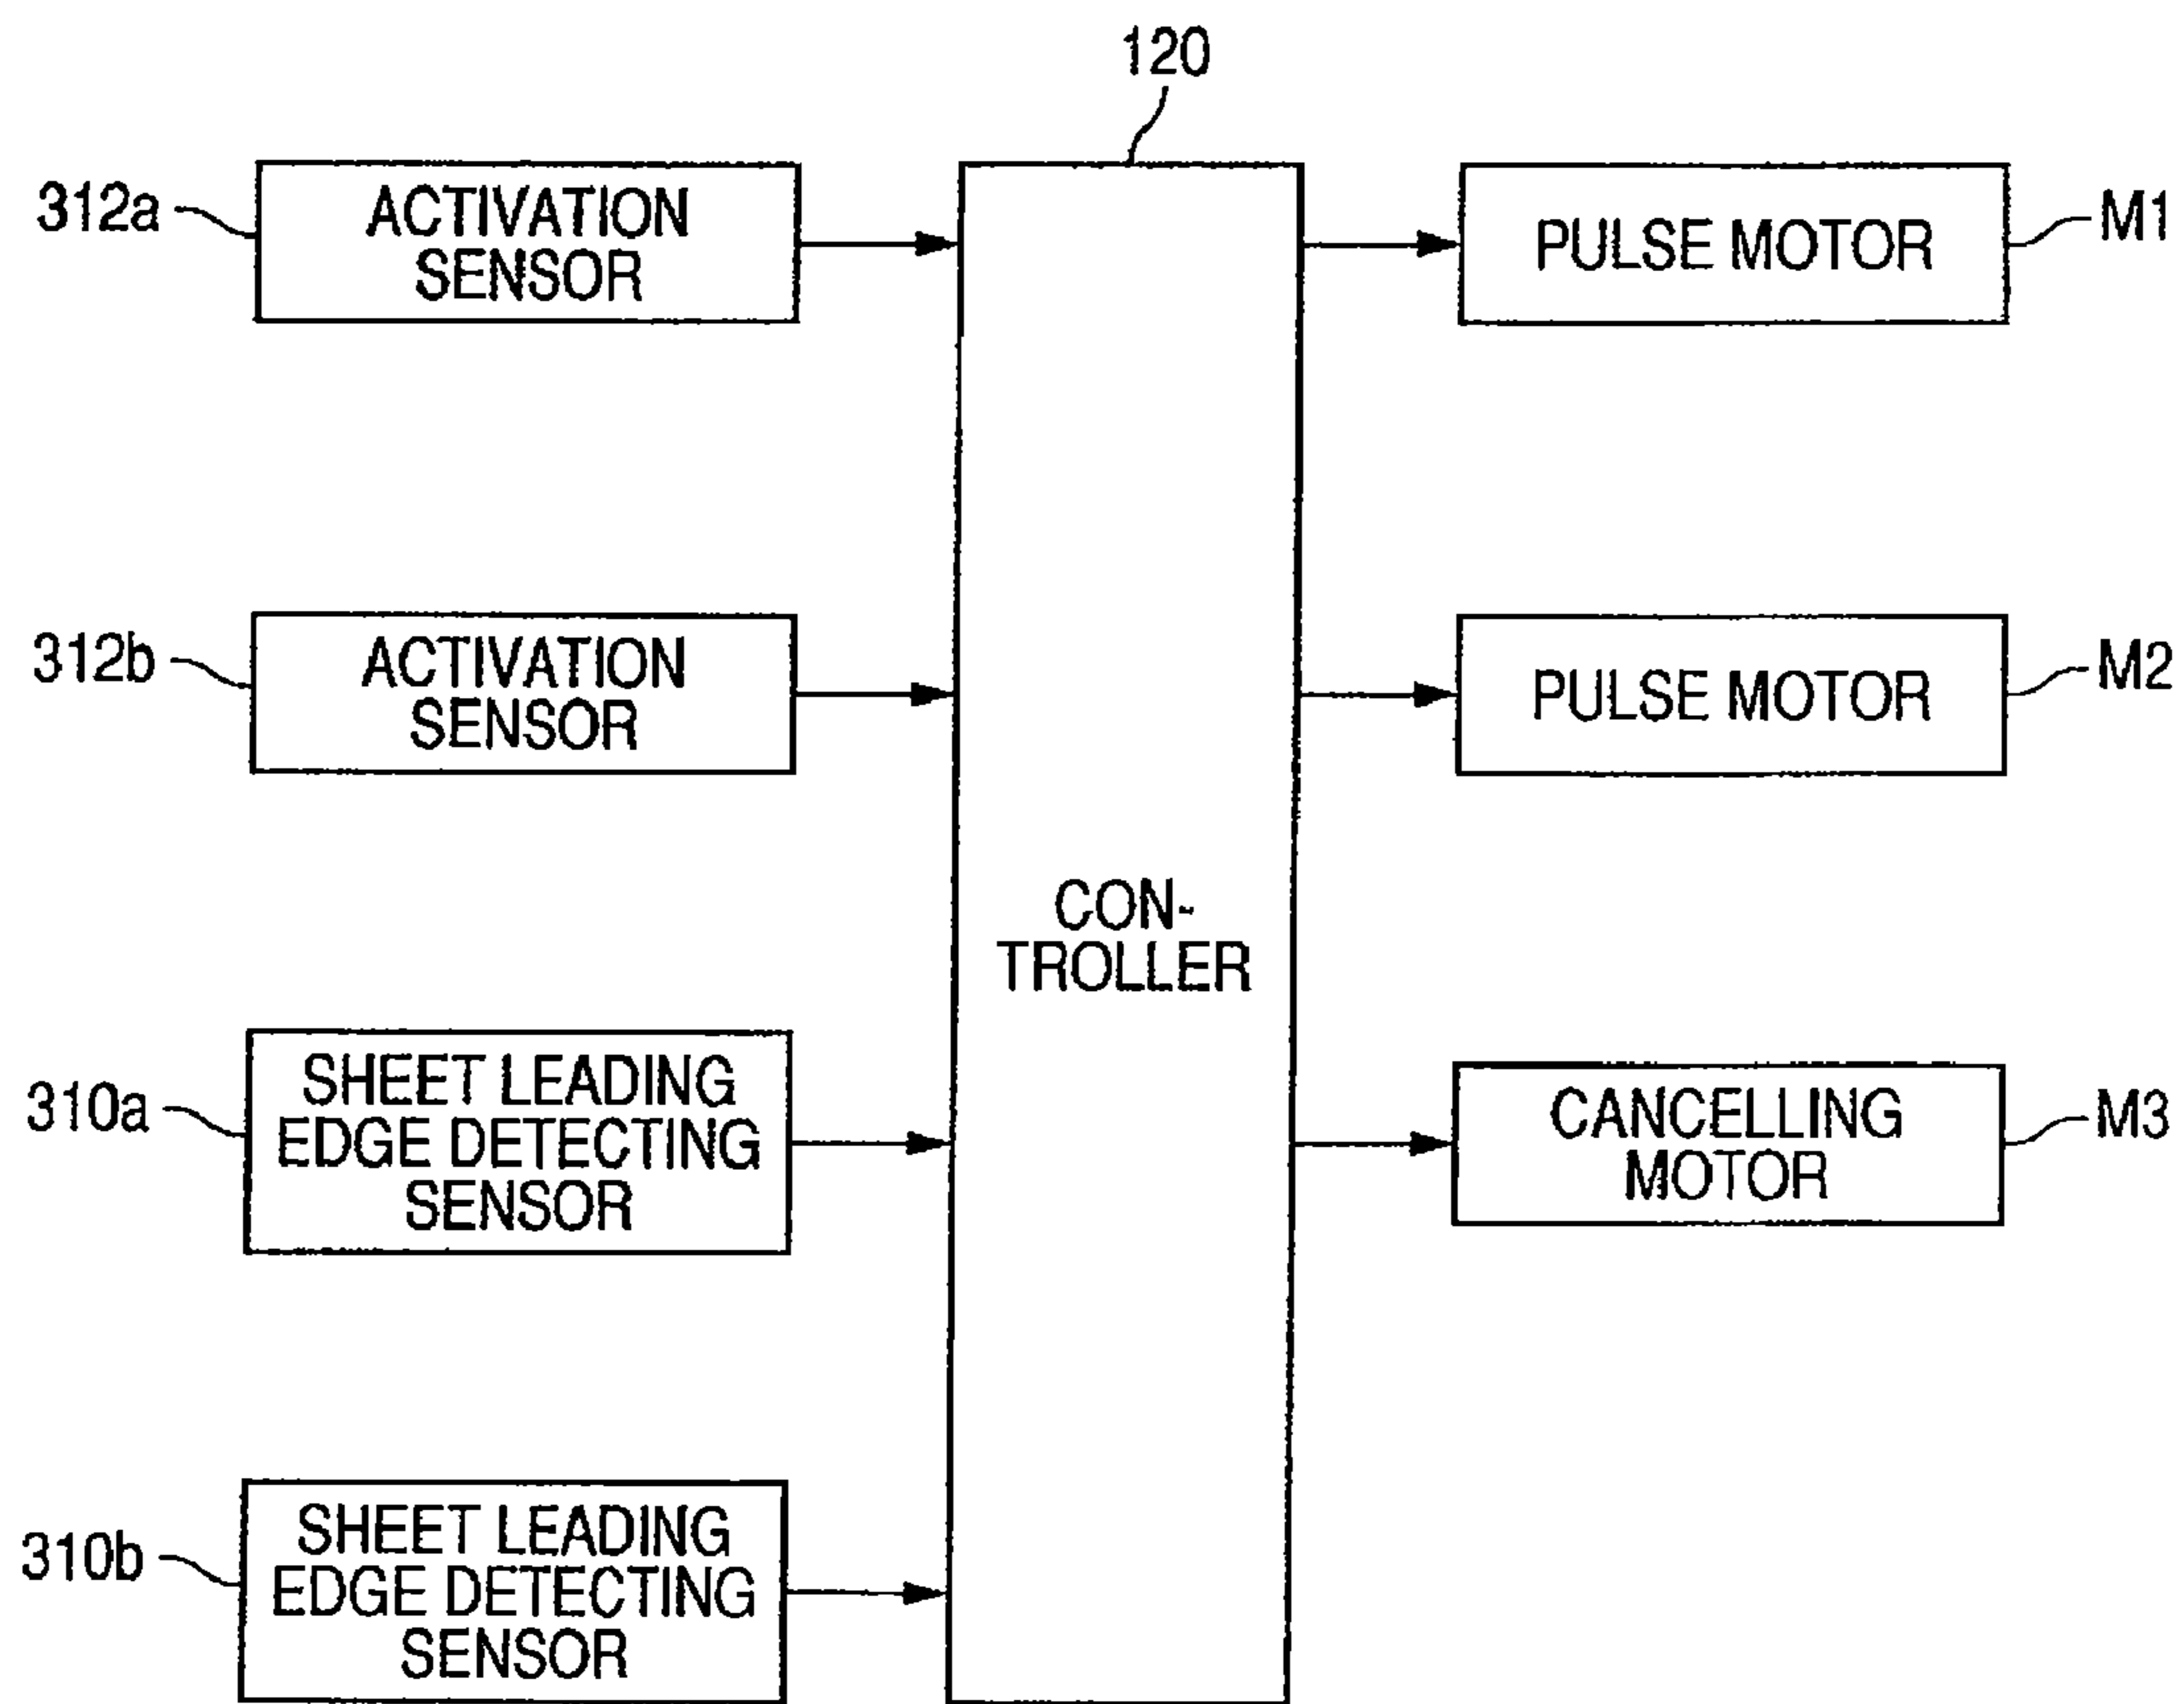 120
312a
ACTIVATION
SENSOR
PULSE MOTOR
M1
312b
ACTIVATION
SENSOR
PULSE MOTOR
M2
CON-
TROLLER
310a
SHEET LEADING
EDGE DETECTING
SENSOR
CANCELLING
MOTOR
M3
310b
SHEET LEADING
EDGE DETECTING
SENSOR